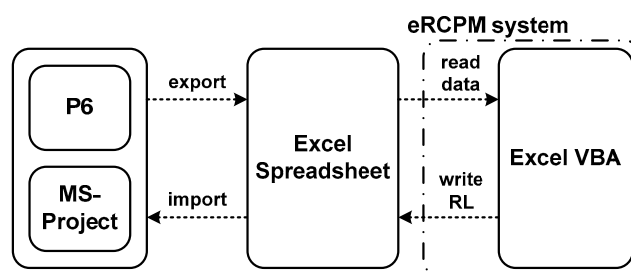 eRCPM system
P6
MS-
Project
export
import
Excel
Spreadsheet
read
data
write
RL
Excel VBA